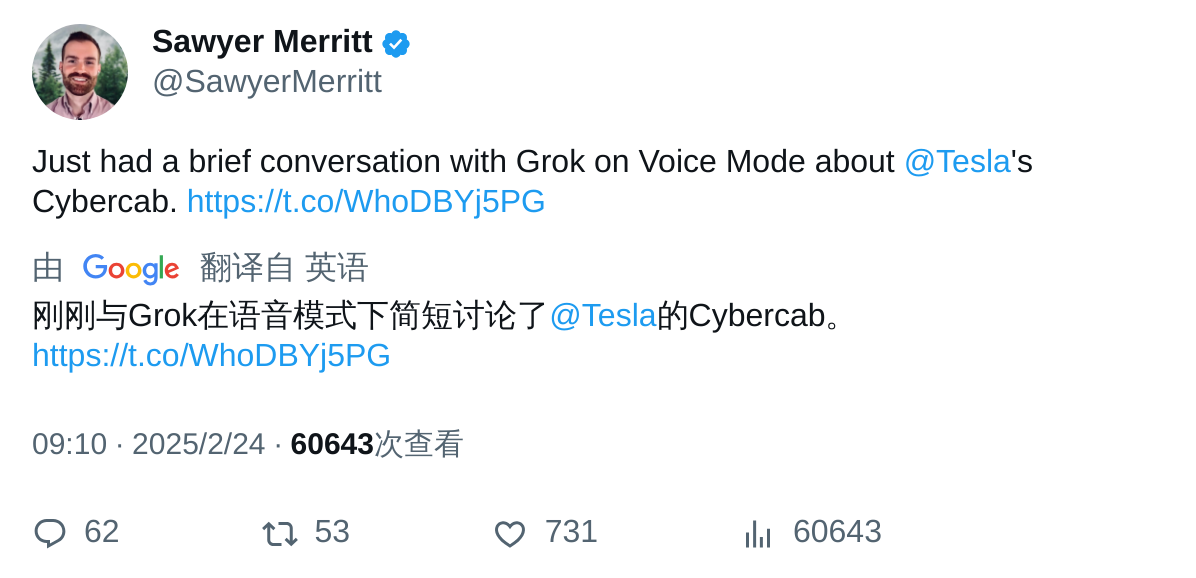 Sawyer Merritt
@SawyerMerritt
Just had a brief conversation with Grok on Voice Mode about @Tesla's
Cybercab. https://t.co/WhoDBYj5PG
由 Google 翻译自 英语
刚刚与Grok在语音模式下简短讨论了@Tesla的Cybercab。
https://t.co/WhoDBYj5PG
09:10 · 2025/2/24 · 60643次查看
62 53 731 60643